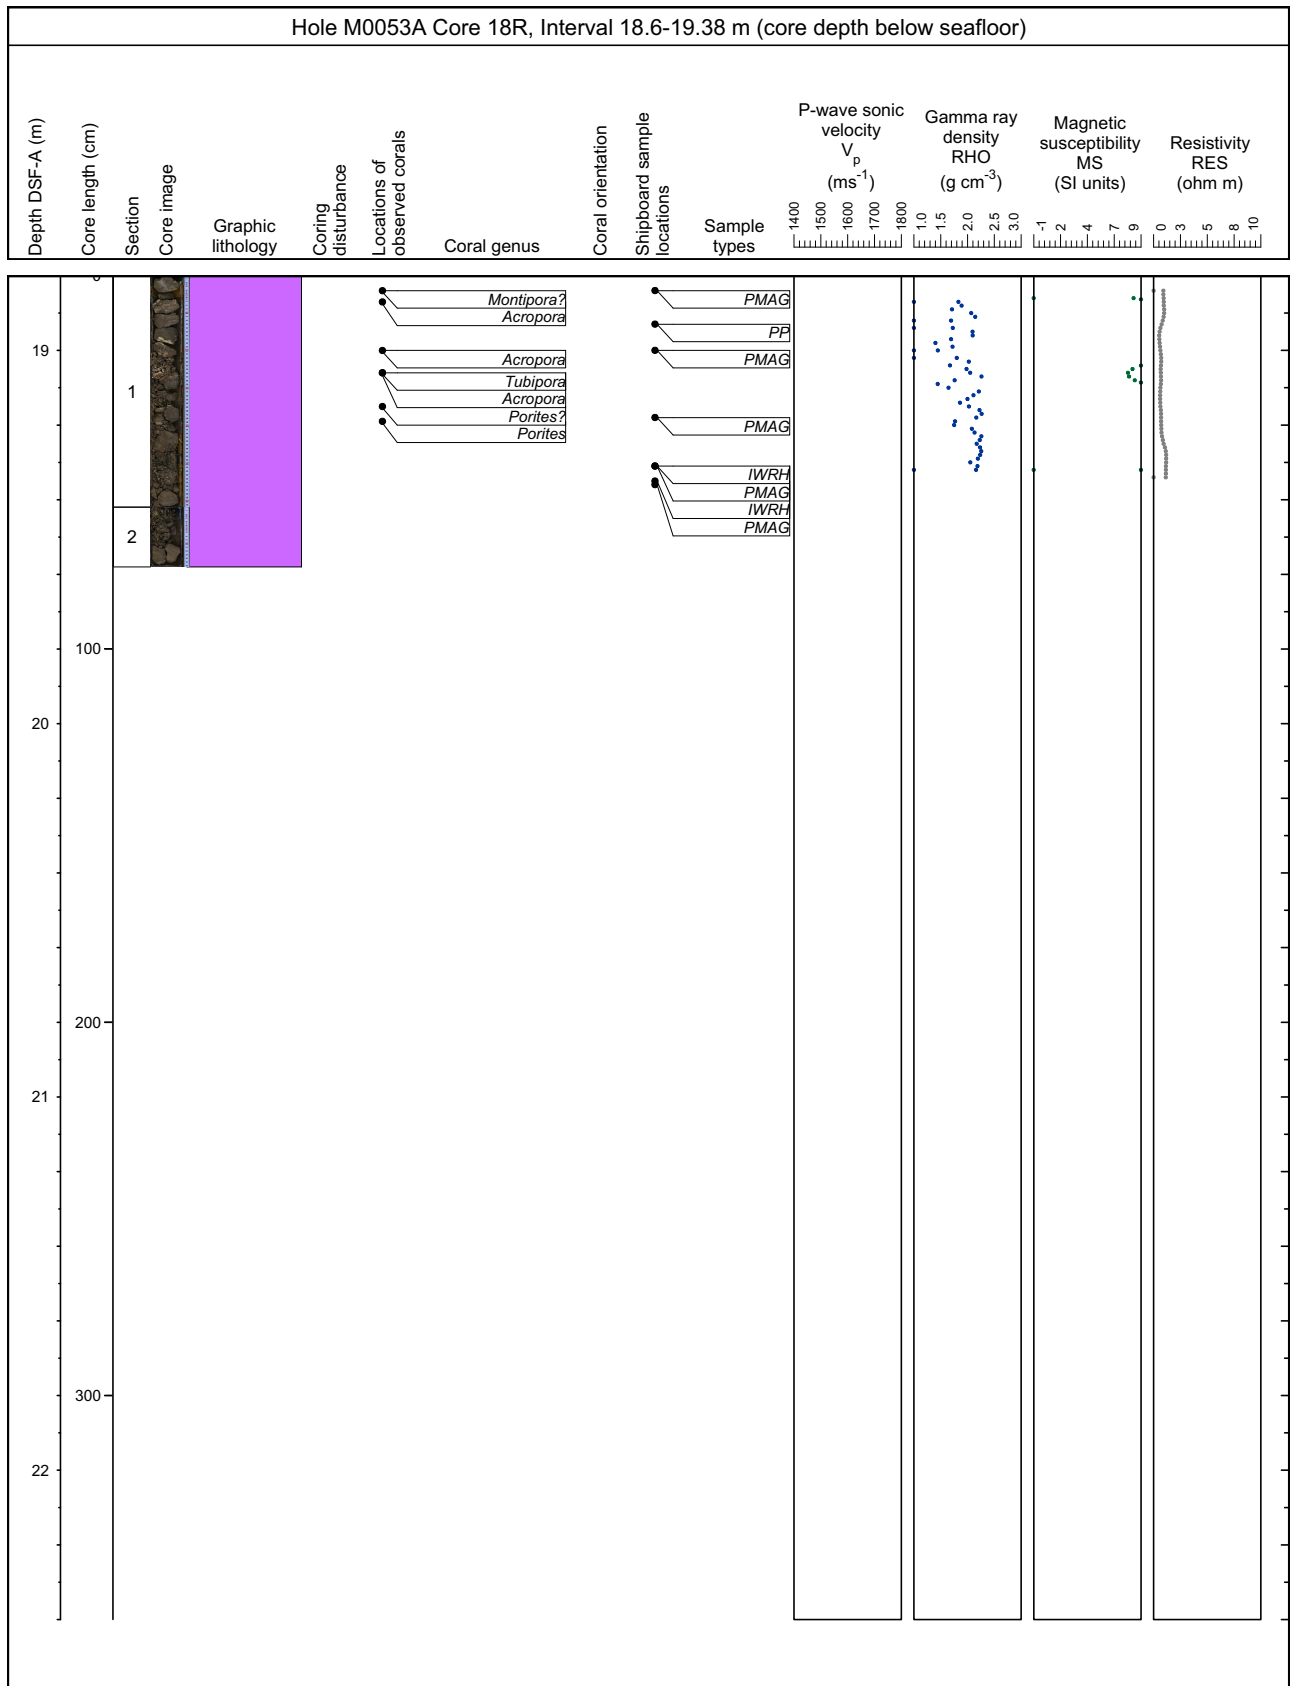 Hole M0053A Core 18R, Interval 18.6-19.38 m (core depth below seafloor)
Depth DSF-A (m)
Core length (cm)
Section
Core image
Graphic
lithology
Coring
disturbance
Locations of
observed corals
Coral genus
Coral orientation
Shipboard sample
locations
Sample
types
P-wave sonic
velocity
Vp
(ms-1)
1400 1500 1600 1700 1800
Gamma ray
density
RHO
(g cm-3)
1.0 1.5 2.0 2.5 3.0
Magnetic
susceptibility
MS
(SI units)
-1 2 4 7 9
Resistivity
RES
(ohm m)
0 3 5 8 10
0
Montipora?
Acropora
Acropora
Tubipora
Acropora
Porites?
Porites
PMAG
PP
PMAG
PMAG
IWRH
PMAG
IWRH
PMAG
19
1
2
100
20
200
21
300
22